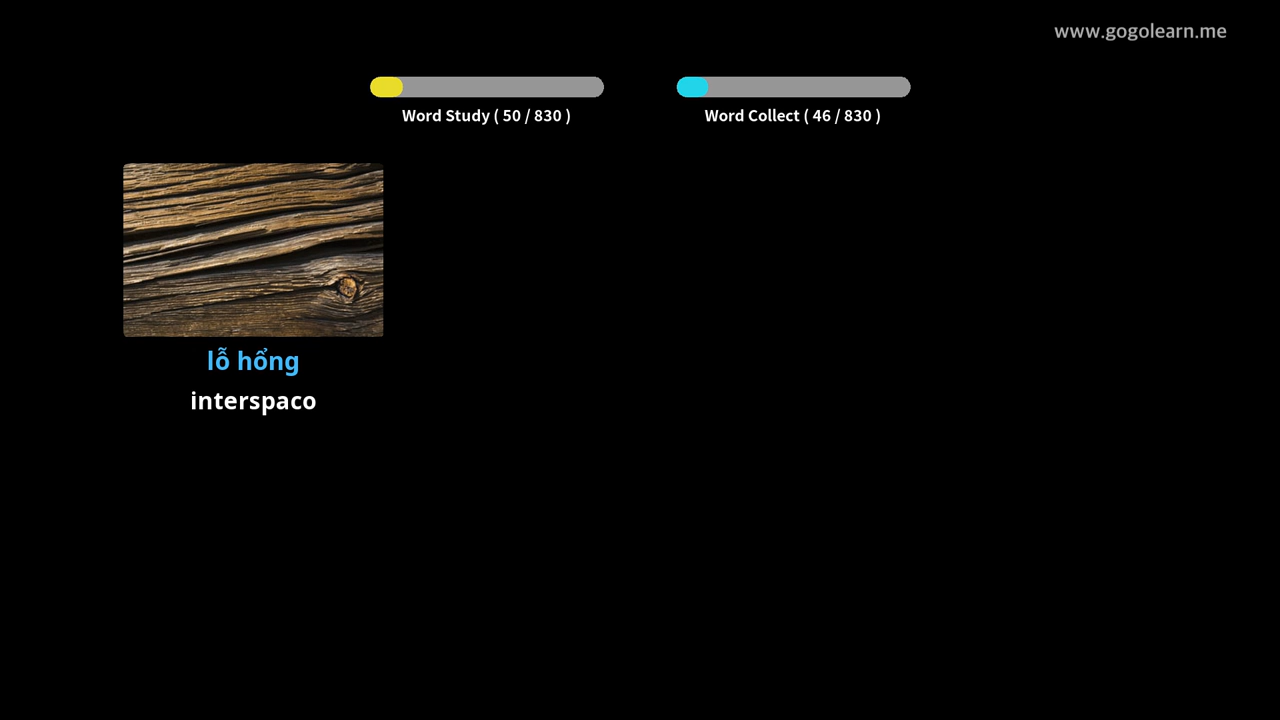 www.gogolearn.me
Word Study ( 50 / 830 )
Word Collect ( 46 / 830 )
lỗ hổng
interspaco